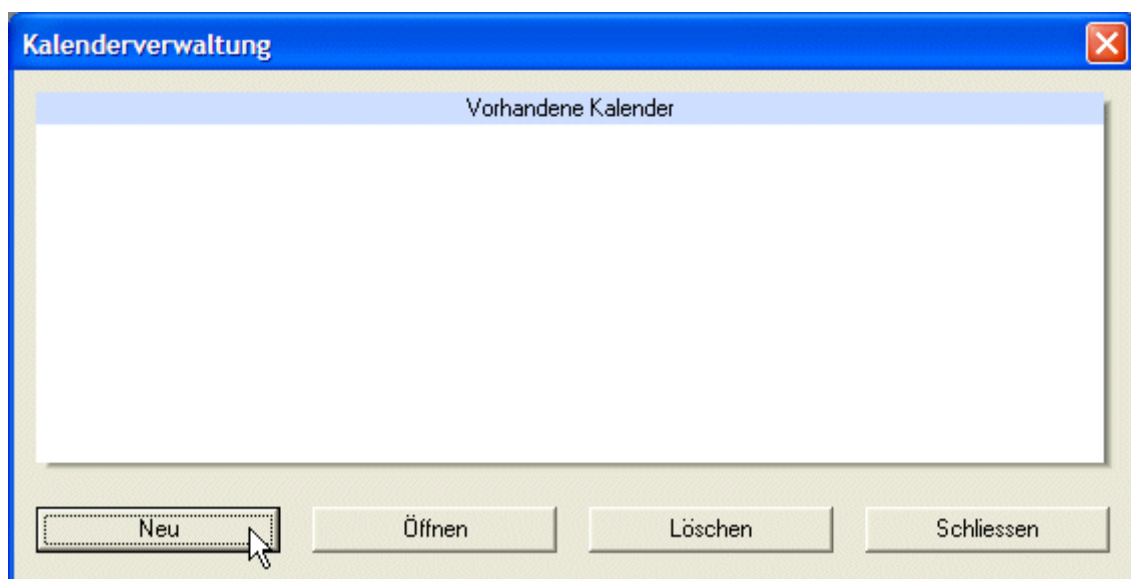 Kalenderverwaltung
Vorhandene Kalender
Neu Öffnen Löschen Schliessen